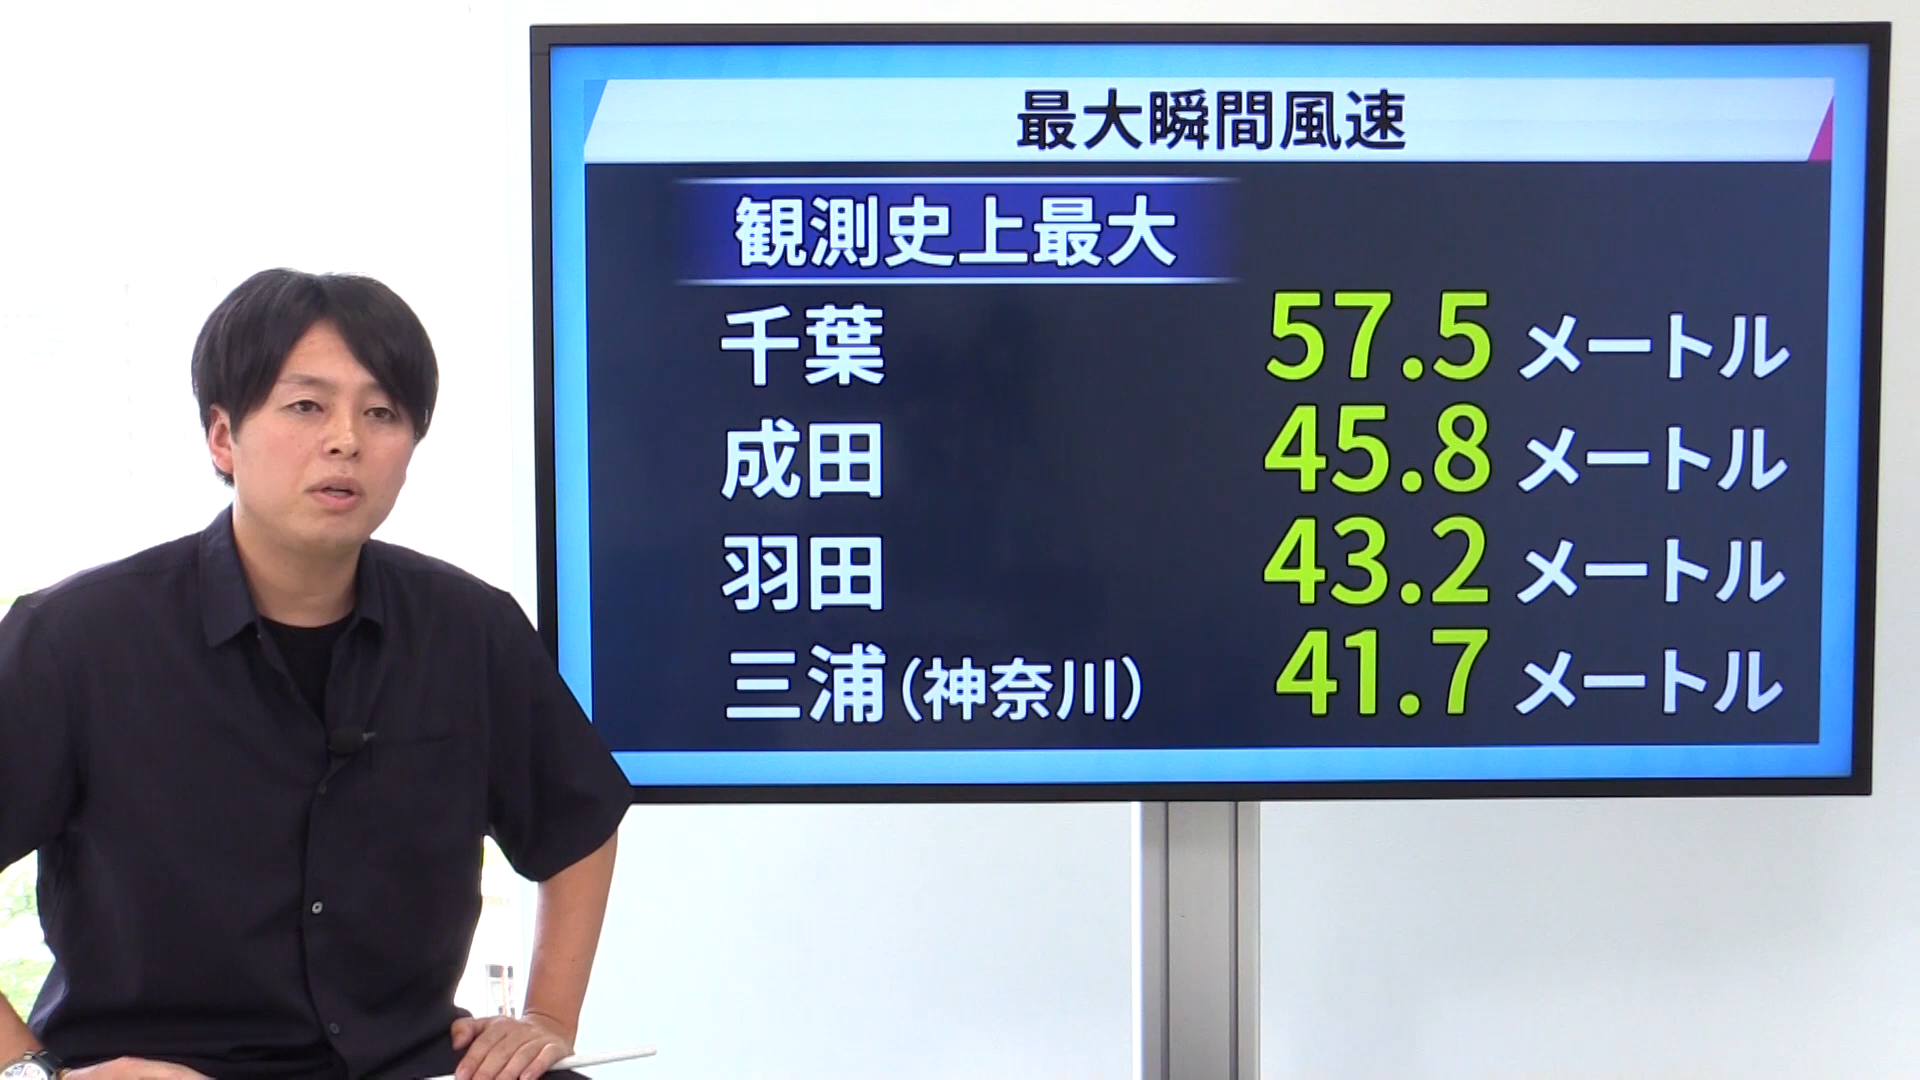 最大瞬間風速
観測史上最大
千葉 57.5メートル
成田 45.8メートル
羽田 43.2メートル
三浦(神奈川) 41.7メートル